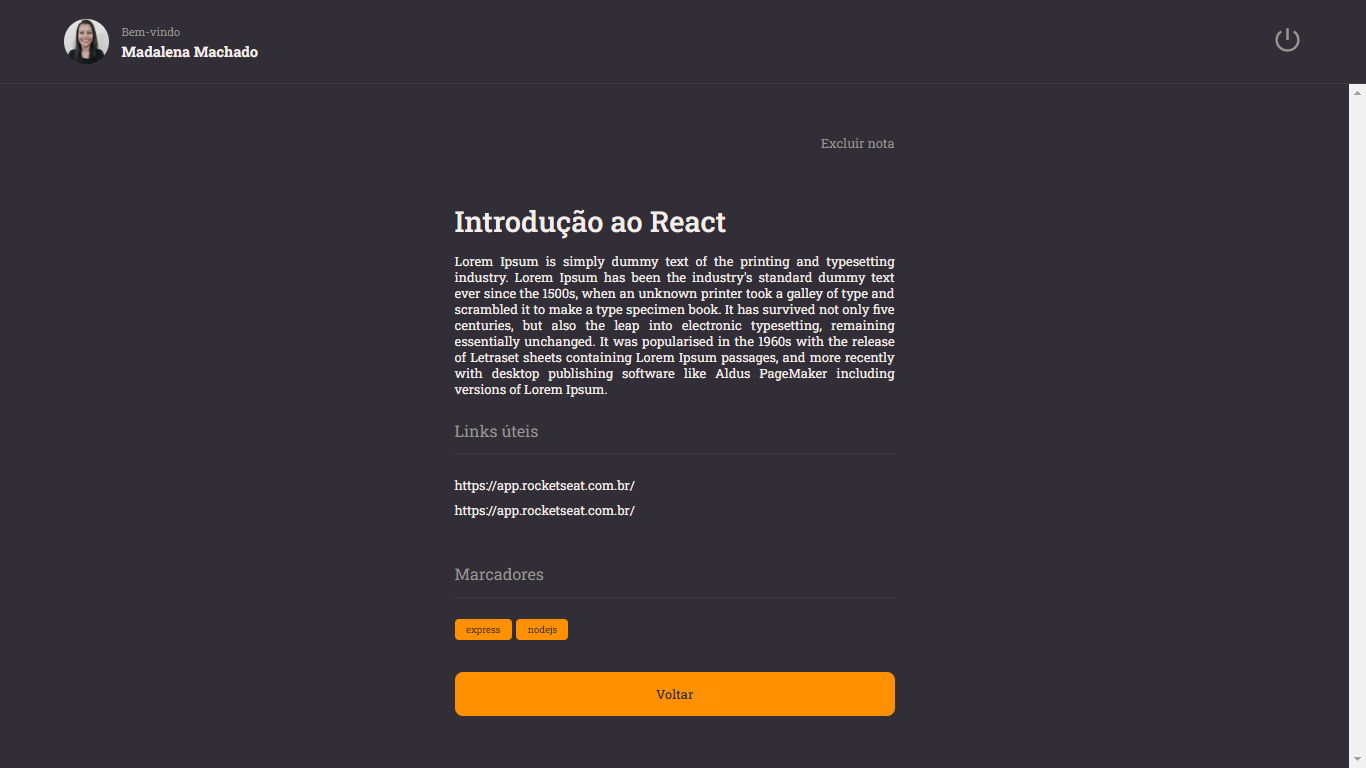 Bem-vindo
Madalena Machado
Excluir nota
Introdução ao React
Lorem Ipsum is simply dummy text of the printing and typesetting
industry. Lorem Ipsum has been the industry's standard dummy text
ever since the 1500s, when an unknown printer took a galley of type and
scrambled it to make a type specimen book. It has survived not only five
centuries, but also the leap into electronic typesetting, remaining
essentially unchanged. It was popularised in the 1960s with the release
of Letraset sheets containing Lorem Ipsum passages, and more recently
with desktop publishing software like Aldus PageMaker including
versions of Lorem Ipsum.
Links úteis
https://app.rocketseat.com.br/
https://app.rocketseat.com.br/
Marcadores
express nodejs
Voltar